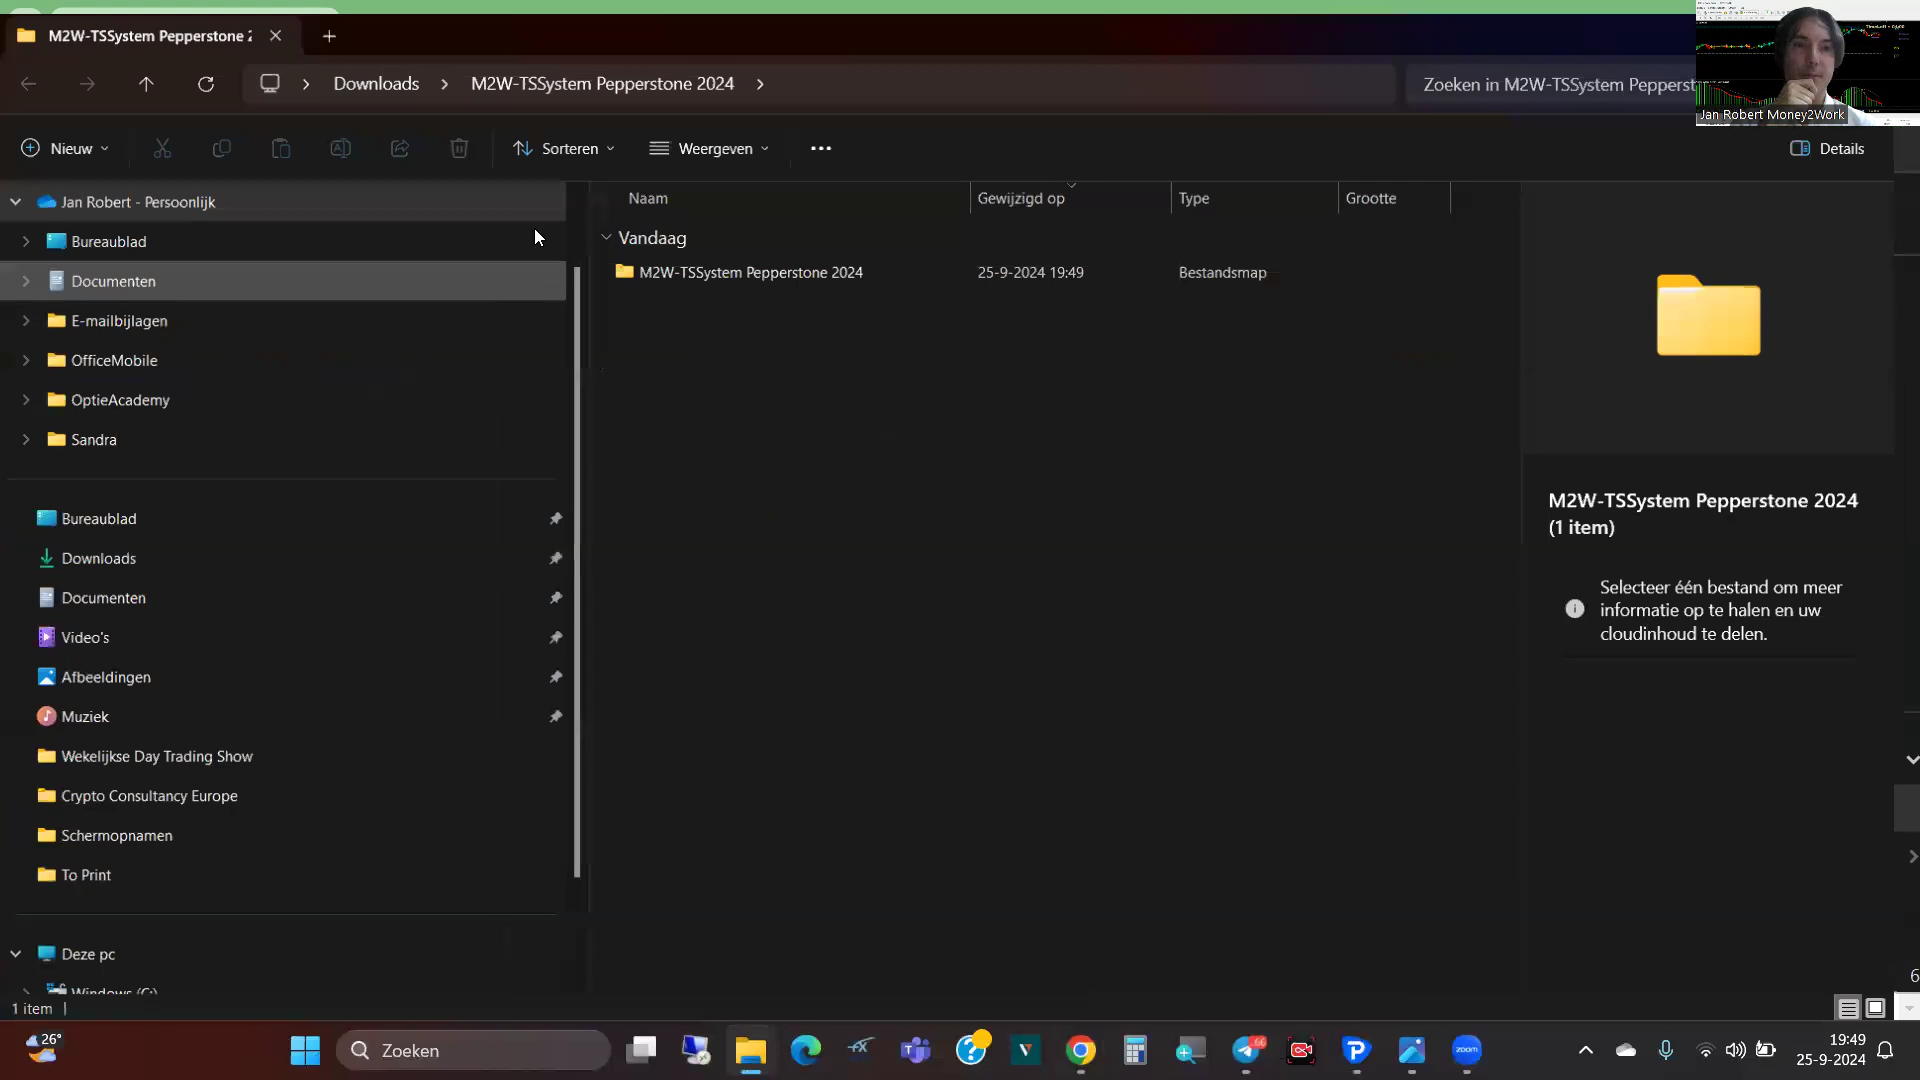 M2W-TSSystem Pepperstone 2
Downloads
M2W-TSSystem Pepperstone 2024
Zoeken in M2W-TSSystem Pepperst
Jan Robert Money2Work
Nieuw
Sorteren
Weergeven
Details
Jan Robert - Persoonlijk
Bureaublad
Documenten
E-mailbijlagen
OfficeMobile
OptieAcademy
Sandra
Bureaublad
Downloads
Documenten
Video's
Afbeeldingen
Muziek
Wekelijkse Day Trading Show
Crypto Consultancy Europe
Schermopnamen
To Print
Deze pc
Windows (C:)
Naam Gewijzigd op Type Grootte
Vandaag
M2W-TSSystem Pepperstone 2024 25-9-2024 19:49 Bestandsmap
M2W-TSSystem Pepperstone 2024
(1 item)
Selecteer één bestand om meer
informatie op te halen en uw
cloudinhoud te delen.
6
1 item
26°
Zoeken
zoom
19:49
25-9-2024